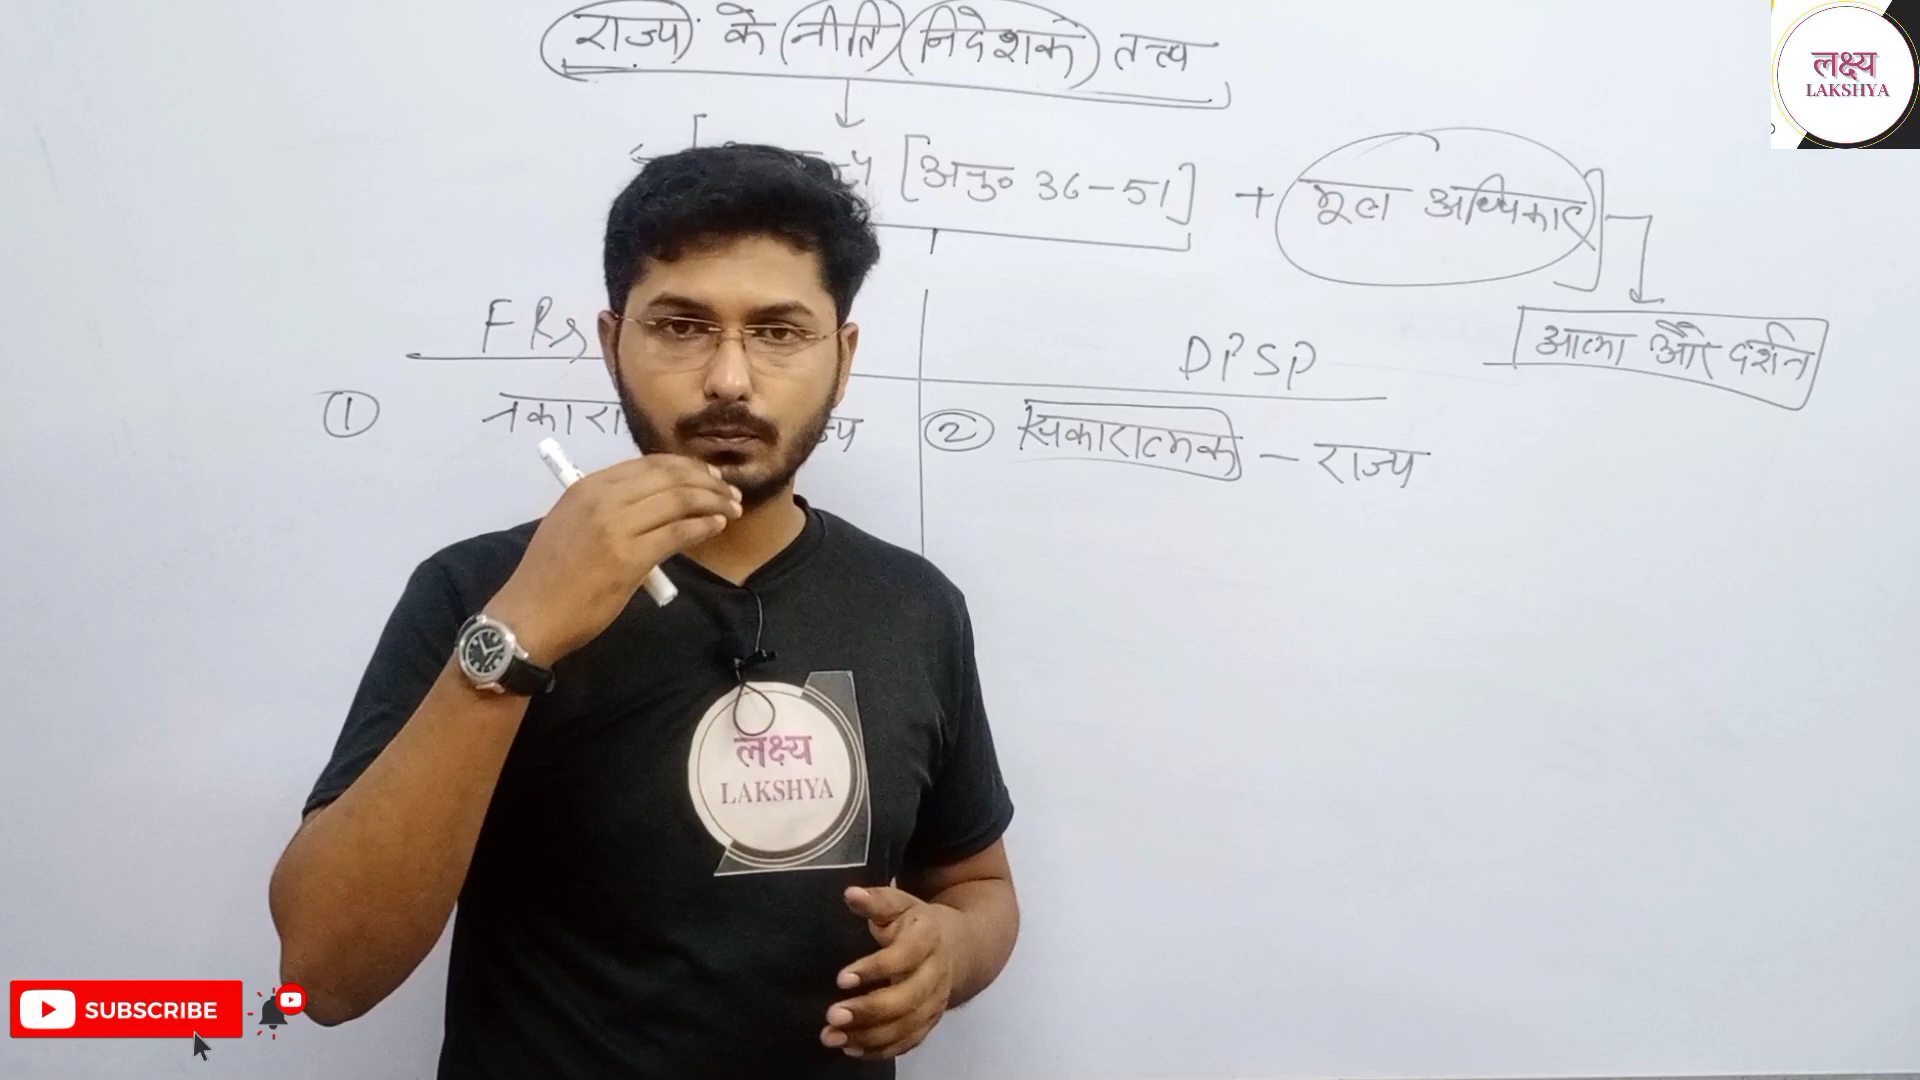 राज्य के नीति निदेशक तत्त्व
[अनु० 36-51] + मूल अधिकार]
FRs
DPSP
आत्मा और दर्शन
①
② सकारात्मक - राज्य
लक्ष्य
LAKSHYA
लक्ष्य
LAKSHYA
SUBSCRIBE